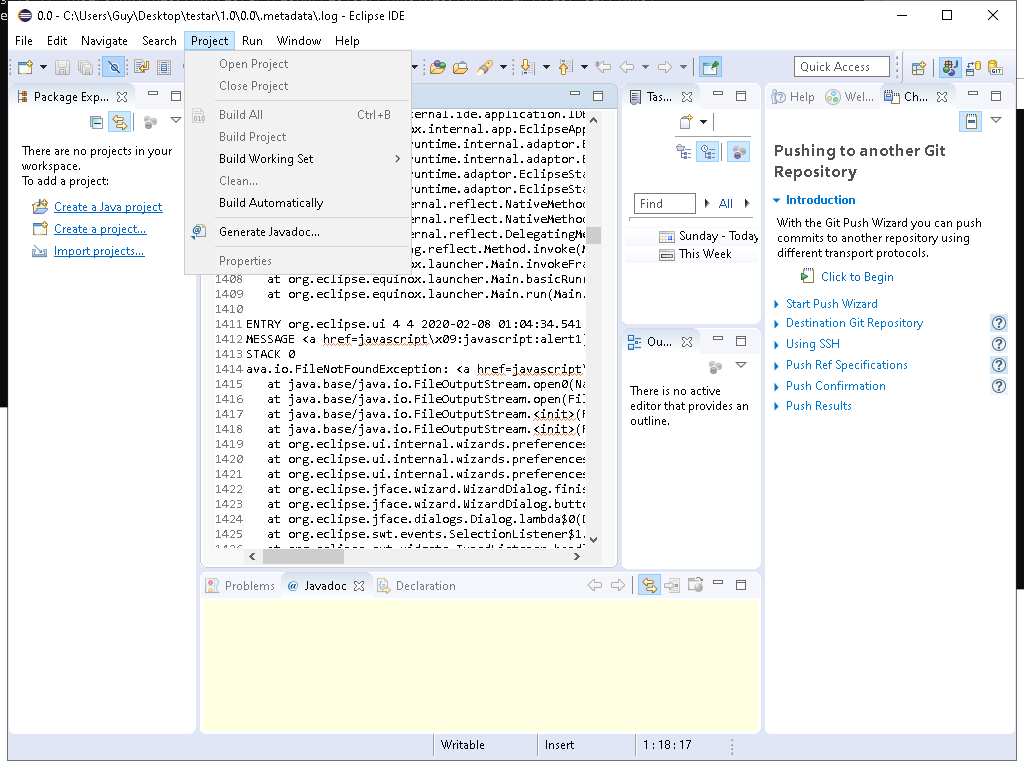 0.0 - C:\Users\Guy\Desktop\testar\1.0\0.0\.metadata\.log - Eclipse IDE
File Edit Navigate Search Project Run Window Help
Quick Access
Open Project
Close Project
Build All Ctrl+B
Build Project
Build Working Set
Clean...
Build Automatically
Generate Javadoc...
Properties
Package Exp...
There are no projects in your
workspace.
To add a project:
Create a Java project
Create a project...
Import projects...
ernal.ide.application.IDE
ox.internal.app.EclipseApp
runtime.internal.adaptor.E
runtime.internal.adaptor.E
runtime.adaptor.EclipseSta
runtime.adaptor.EclipseSta
ernal.reflect.NativeMethod
ernal.reflect.NativeMethod
ernal.reflect.DelegatingMe
ng.reflect.Method.invoke(M
nox.launcher.Main.invokeFra
1408 at org.eclipse.equinox.launcher.Main.basicRun
1409 at org.eclipse.equinox.launcher.Main.run(Main.
1410
1411 ENTRY org.eclipse.ui 4 4 2020-02-08 01:04:34.541
1412 MESSAGE <a href=javascript\x09:javascript:alert1
1413 STACK 0
1414 ava.io.FileNotFoundException: <a href=javascript\
1415 at java.base/java.io.FileOutputStream.open0(Na
1416 at java.base/java.io.FileOutputStream.open(Fil
1417 at java.base/java.io.FileOutputStream.<init>(F
1418 at java.base/java.io.FileOutputStream.<init>(F
1419 at org.eclipse.ui.internal.wizards.preferences
1420 at org.eclipse.ui.internal.wizards.preferences
1421 at org.eclipse.ui.internal.wizards.preferences
1422 at org.eclipse.jface.wizard.WizardDialog.finis
1423 at org.eclipse.jface.wizard.WizardDialog.butto
1424 at org.eclipse.jface.dialogs.Dialog.lambda$0(D
1425 at org.eclipse.swt.events.SelectionListener$1.
Tas...
Find All
Sunday - Today
This Week
Ou...
There is no active
editor that provides an
outline.
Help Wel... Ch...
Pushing to another Git
Repository
Introduction
With the Git Push Wizard you can push
commits to another repository using
different transport protocols.
Click to Begin
Start Push Wizard
Destination Git Repository
Using SSH
Push Ref Specifications
Push Confirmation
Push Results
Problems @ Javadoc Declaration
Writable Insert 1 : 18 : 17